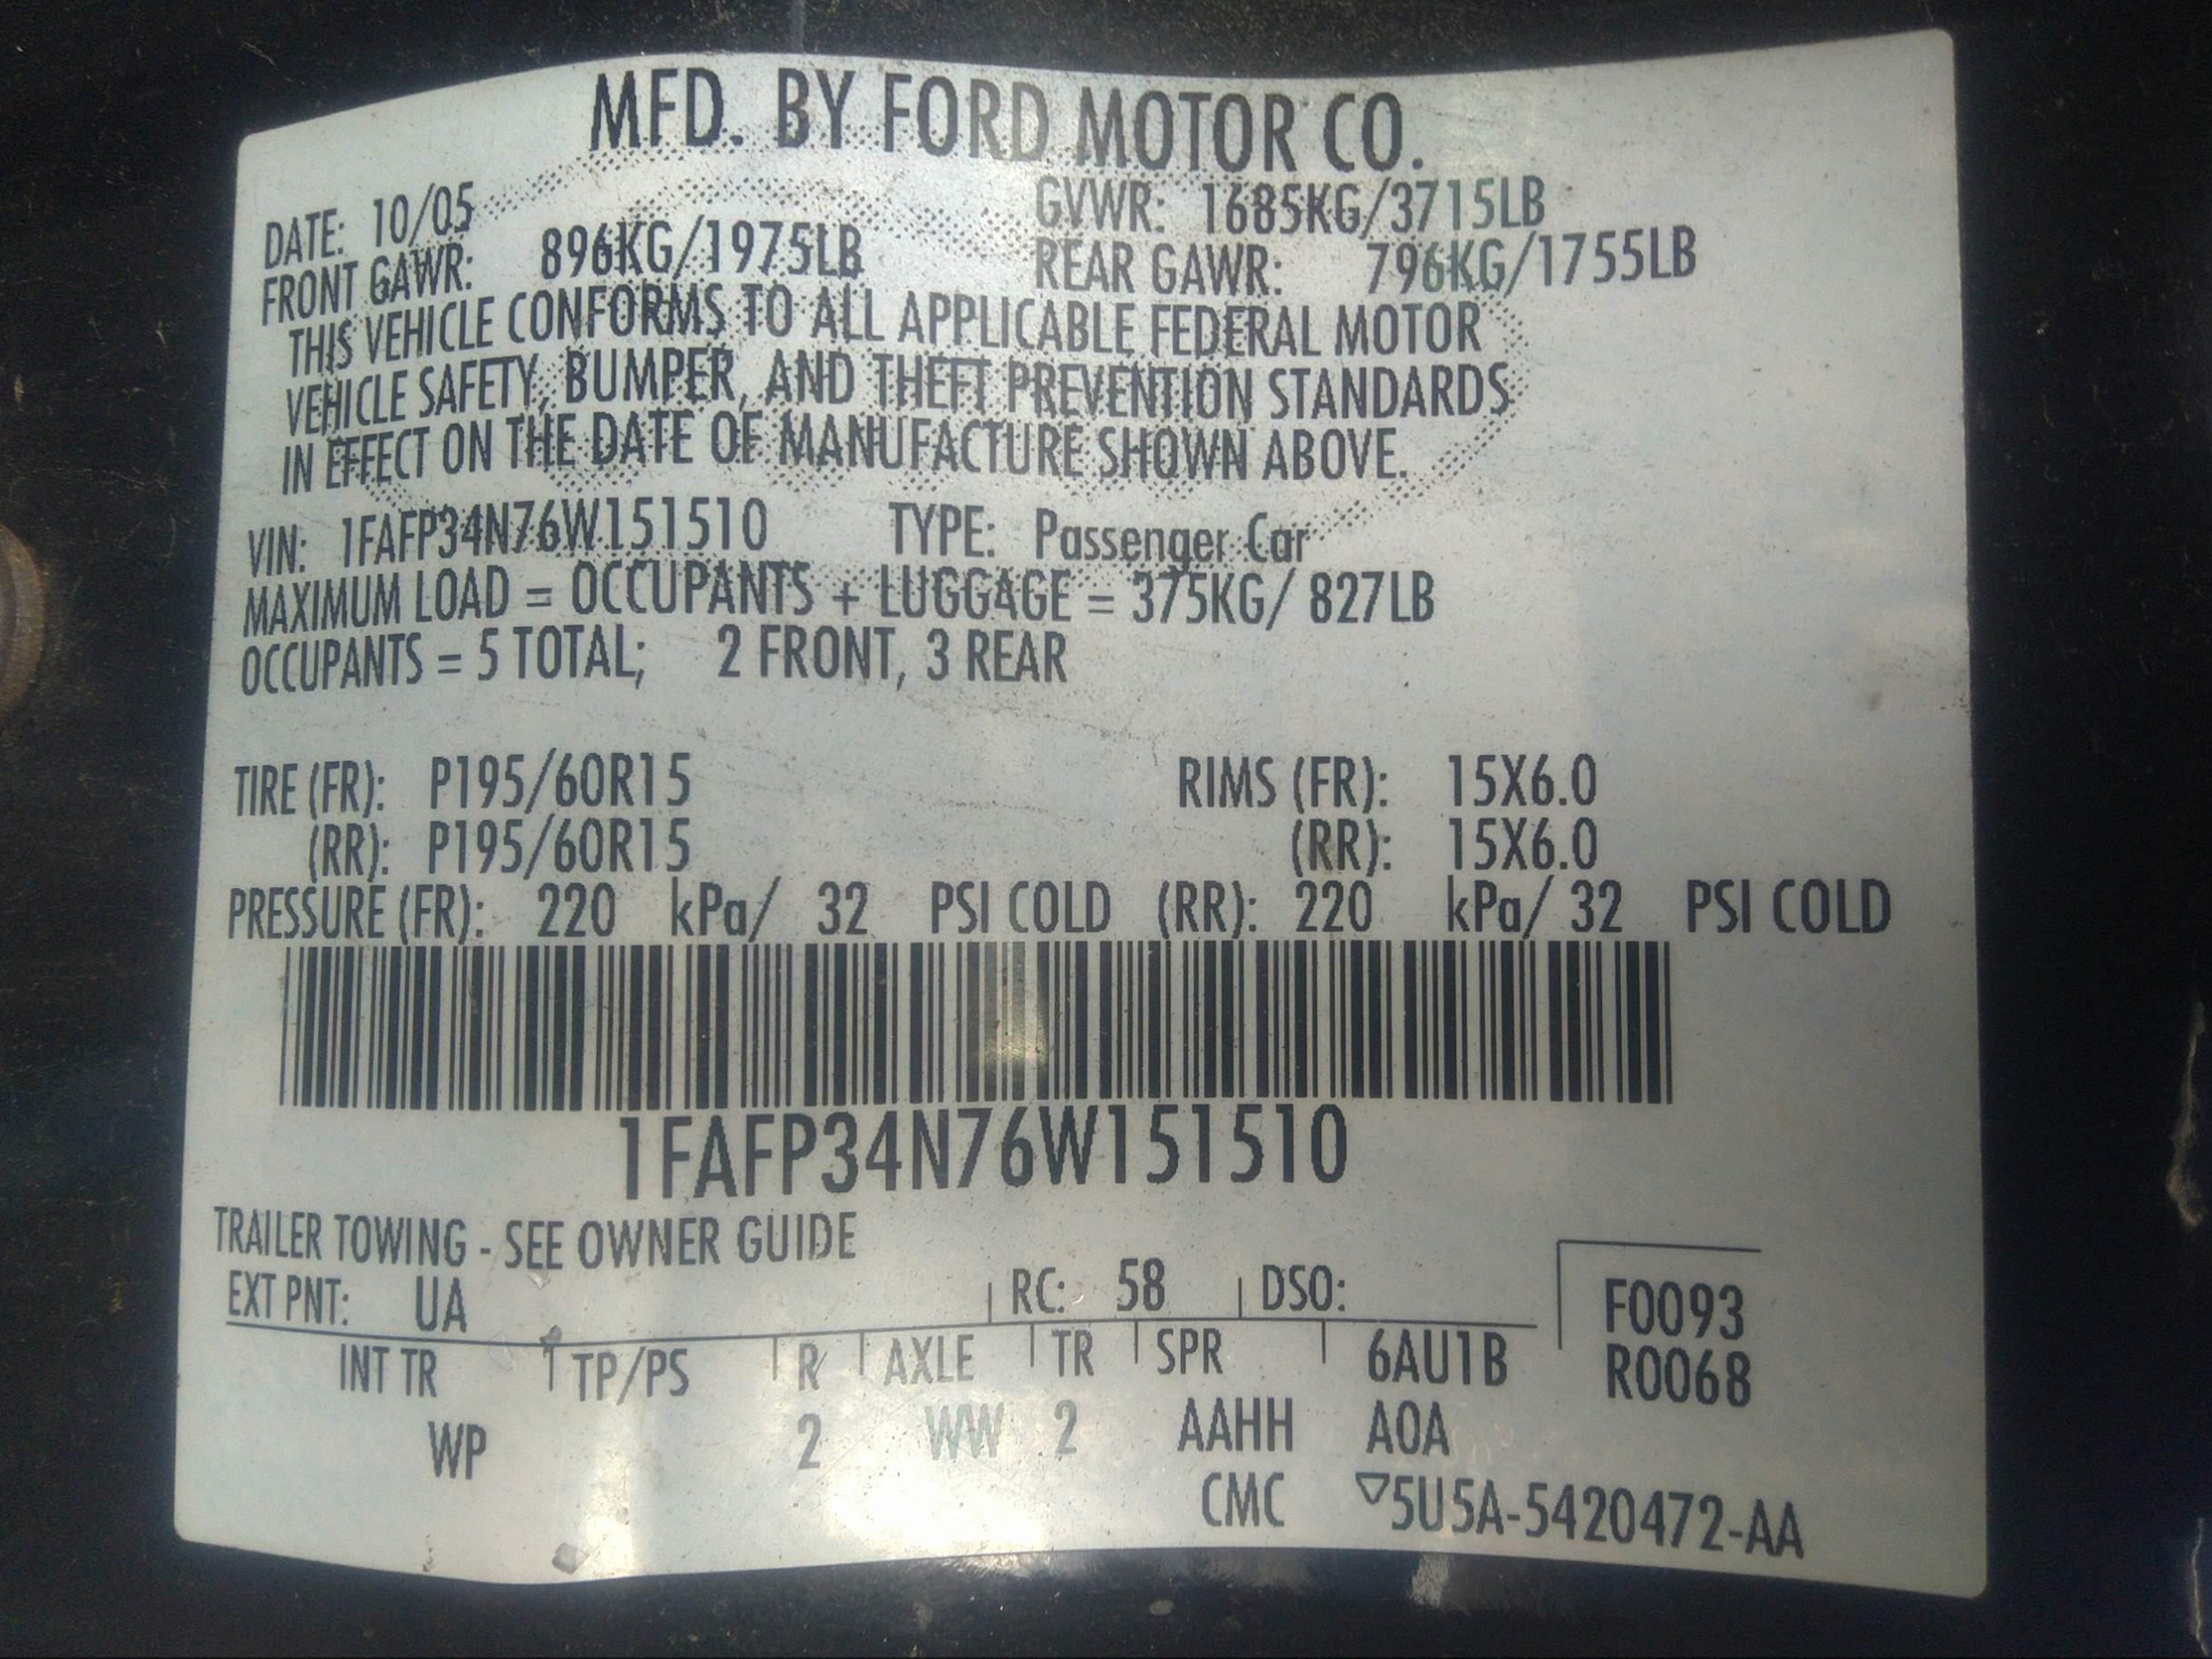 MFD. BY FORD MOTOR CO.
DATE: 10/05 GVWR: 1685KG/3715LB
FRONT GAWR: 896KG/1975LB REAR GAWR: 796KG/1755LB
THIS VEHICLE CONFORMS TO ALL APPLICABLE FEDERAL MOTOR
VEHICLE SAFETY, BUMPER, AND THEFT PREVENTION STANDARDS
IN EFFECT ON THE DATE OF MANUFACTURE SHOWN ABOVE.
VIN: 1FAFP34N76W151510 TYPE: Passenger Car
MAXIMUM LOAD = OCCUPANTS + LUGGAGE = 375KG/ 827LB
OCCUPANTS = 5 TOTAL; 2 FRONT, 3 REAR
TIRE (FR): P195/60R15 RIMS (FR): 15X6.0
(RR): P195/60R15 (RR): 15X6.0
PRESSURE (FR): 220 kPa/ 32 PSI COLD (RR): 220 kPa/ 32 PSI COLD
1FAFP34N76W151510
TRAILER TOWING - SEE OWNER GUIDE
EXT PNT: UA RC: 58 DSO: F0093
INT TR TP/PS R AXLE TR SPR 6AU1B R0068
WP 2 WW 2 AAHH AOA
CMC ▽5U5A-5420472-AA